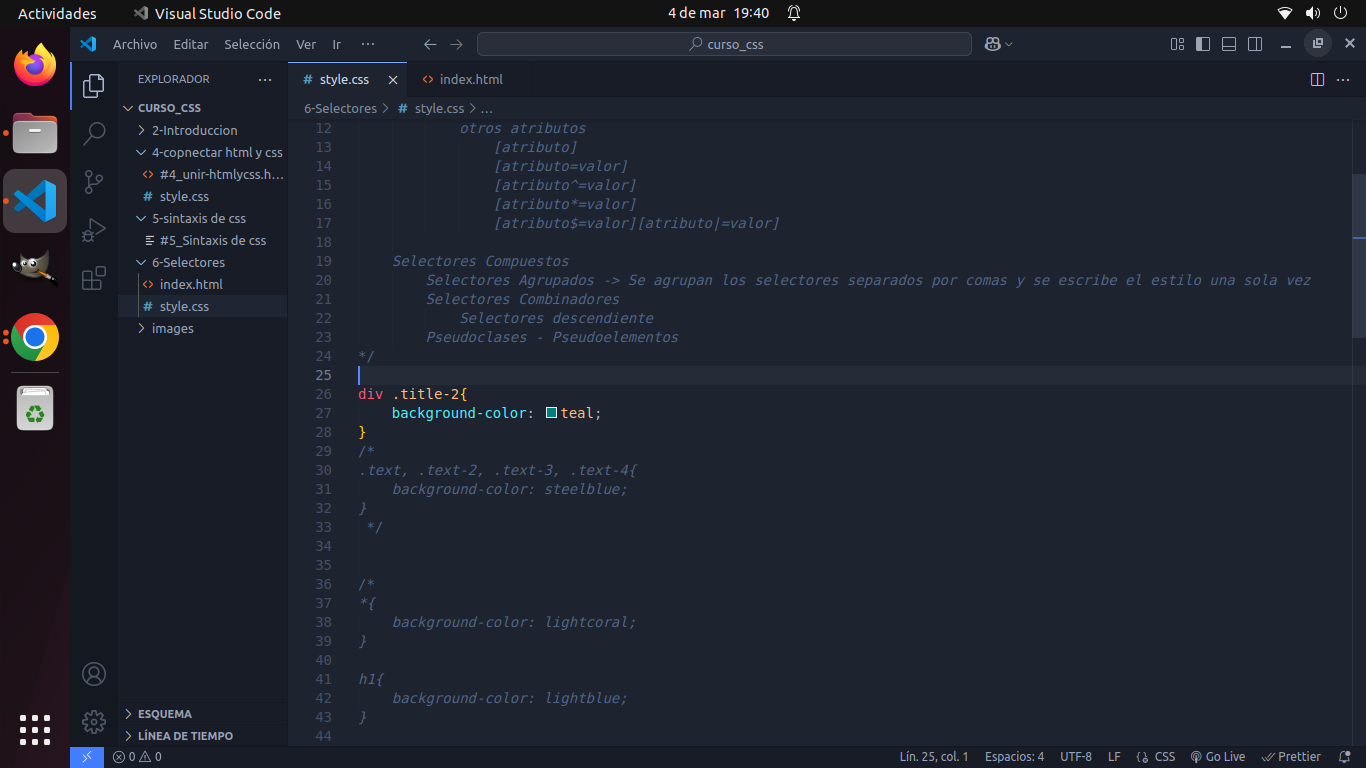 Actividades
Visual Studio Code
4 de mar 19:40
Archivo Editar Selección Ver Ir ···
curso_css
EXPLORADOR ···
CURSO_CSS
2-Introduccion
4-copnectar html y css
#4_unir-htmlycss.h...
style.css
5-sintaxis de css
#5_Sintaxis de css
6-Selectores
index.html
style.css
images
ESQUEMA
LÍNEA DE TIEMPO
# style.css
index.html
6-Selectores > # style.css > ...
12 otros atributos
13 [atributo]
14 [atributo=valor]
15 [atributo^=valor]
16 [atributo*=valor]
17 [atributo$=valor][atributo|=valor]
18
19 Selectores Compuestos
20 Selectores Agrupados -> Se agrupan los selectores separados por comas y se escribe el estilo una sola vez
21 Selectores Combinadores
22 Selectores descendiente
23 Pseudoclases - Pseudoelementos
24 */
25
26 div .title-2{
27 background-color: teal;
28 }
29 /*
30 .text, .text-2, .text-3, .text-4{
31 background-color: steelblue;
32 }
33 */
34
35
36 /*
37 *{
38 background-color: lightcoral;
39 }
40
41 h1{
42 background-color: lightblue;
43 }
44
0 0
Lín. 25, col. 1 Espacios: 4 UTF-8 LF {} CSS Go Live Prettier